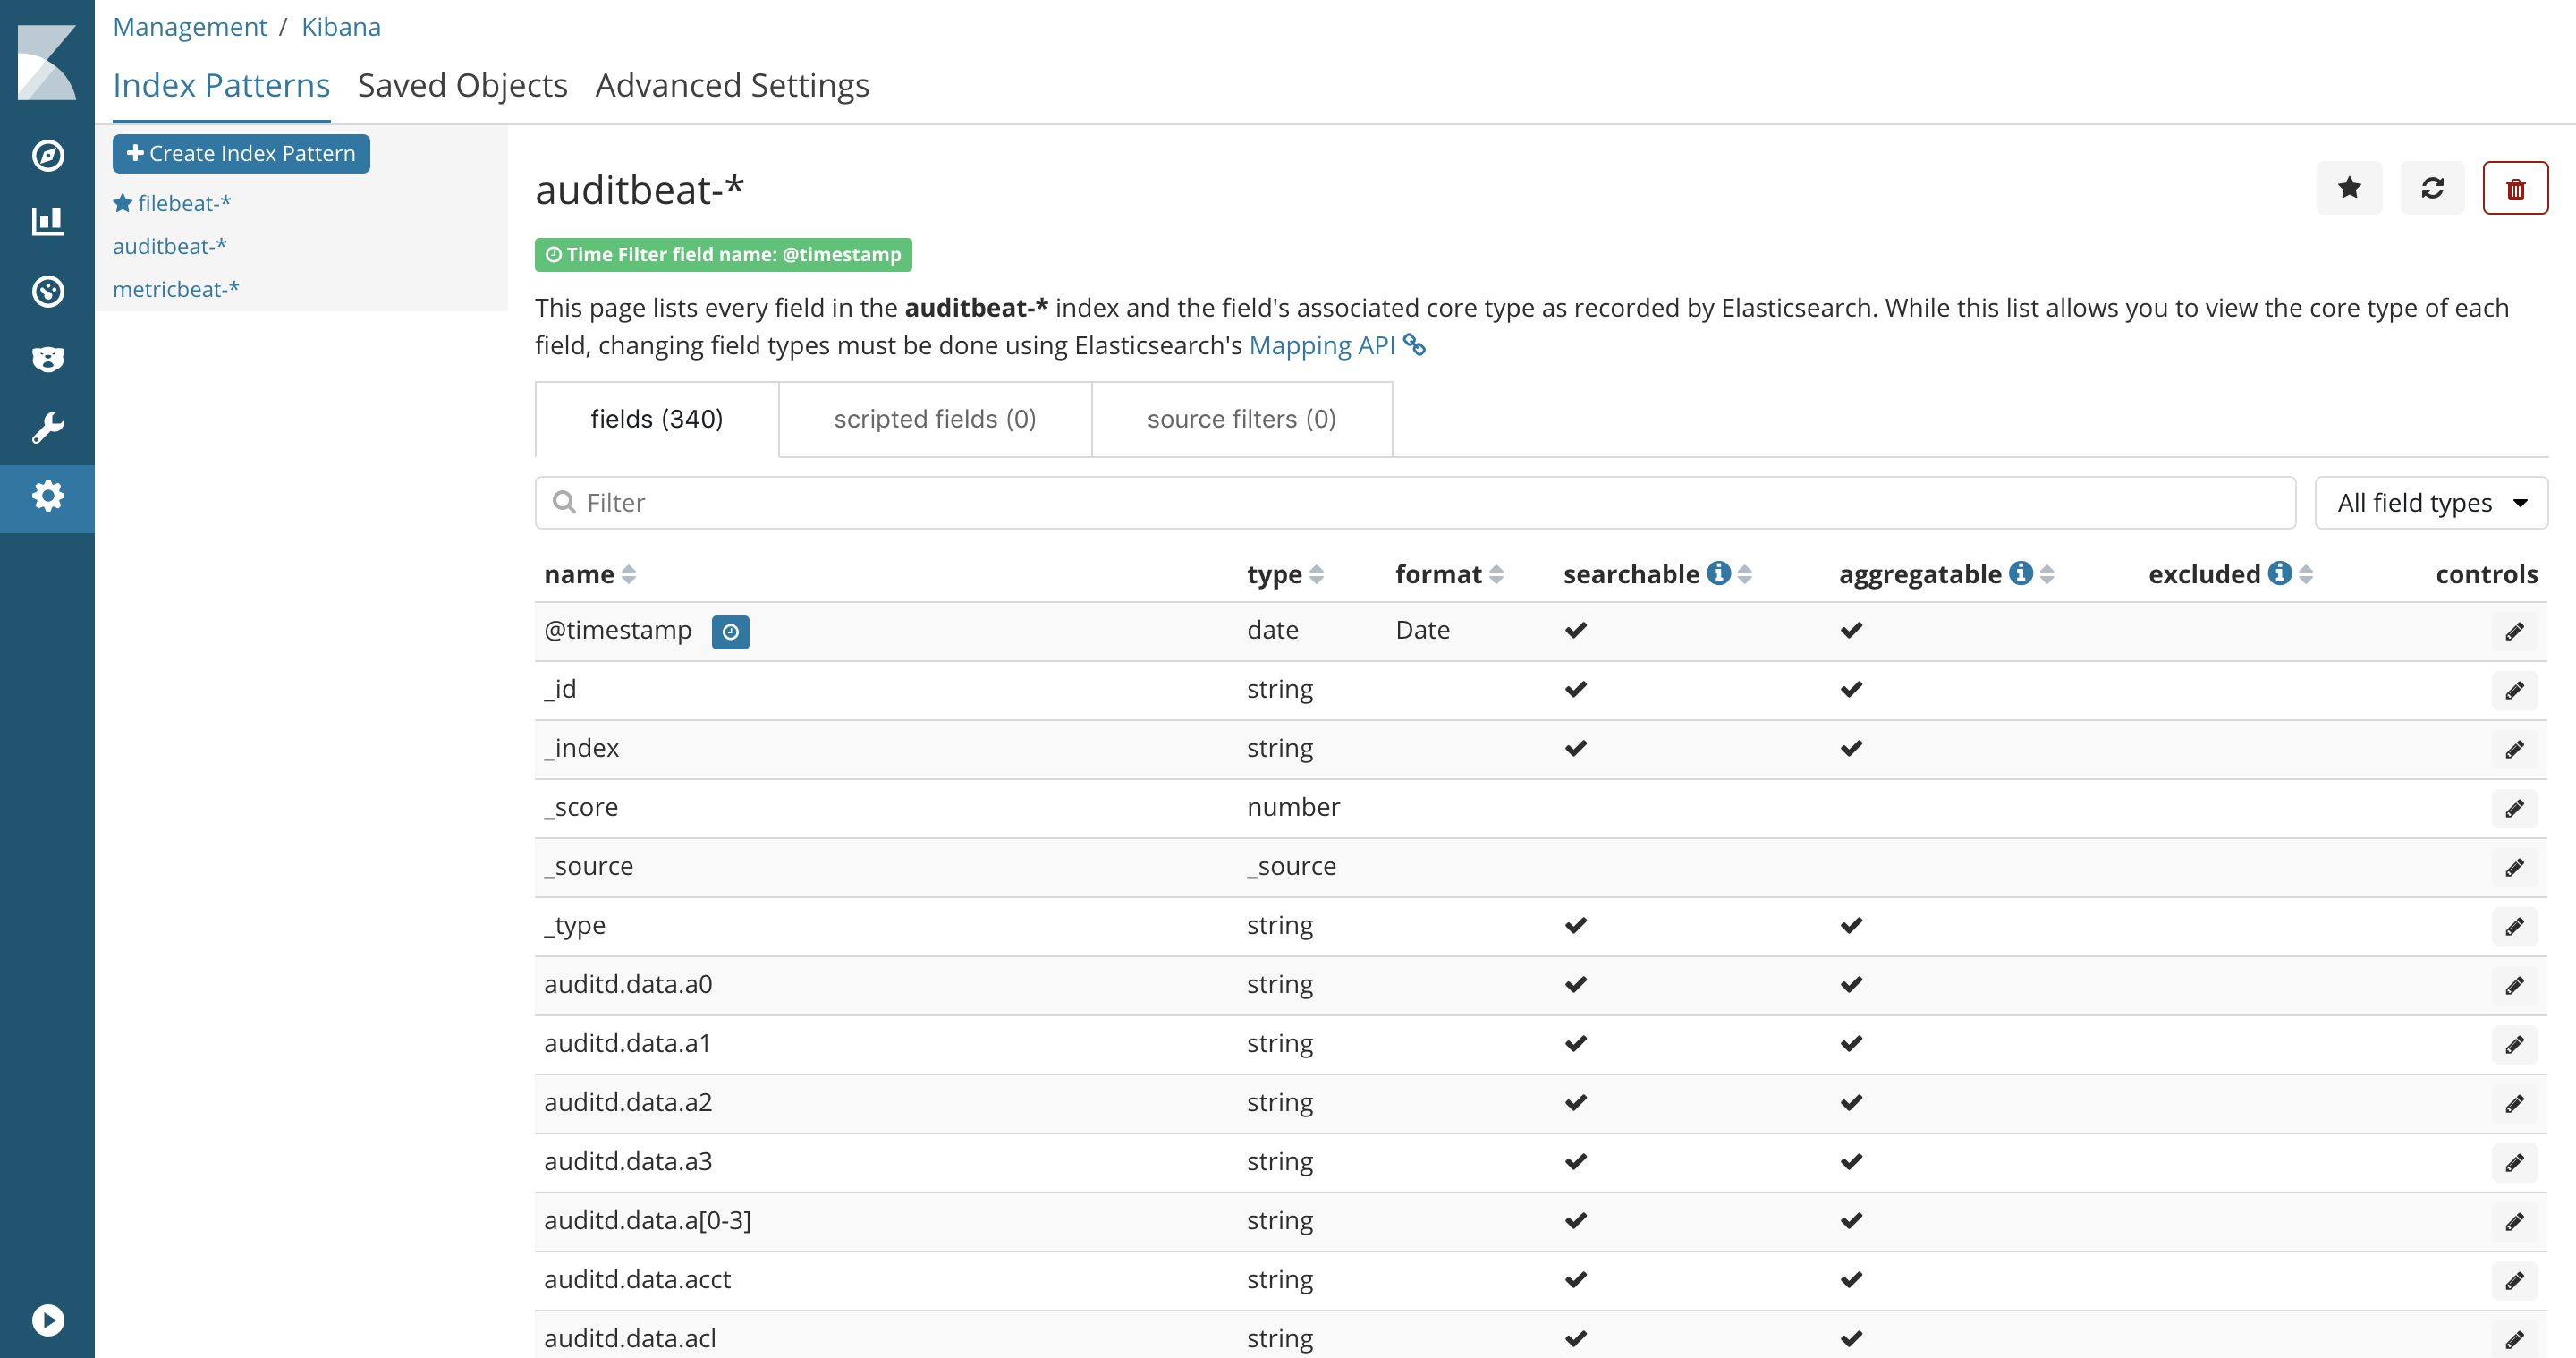 Management / Kibana
Index Patterns Saved Objects Advanced Settings
Create Index Pattern
filebeat-*
auditbeat-*
metricbeat-*
auditbeat-*
Time Filter field name: @timestamp
This page lists every field in the auditbeat-* index and the field's associated core type as recorded by Elasticsearch. While this list allows you to view the core type of each
field, changing field types must be done using Elasticsearch's Mapping API
fields (340) scripted fields (0) source filters (0)
Filter All field types
name type format searchable aggregatable excluded controls
@timestamp date Date
_id string
_index string
_score number
_source _source
_type string
auditd.data.a0 string
auditd.data.a1 string
auditd.data.a2 string
auditd.data.a3 string
auditd.data.a[0-3] string
auditd.data.acct string
auditd.data.acl string